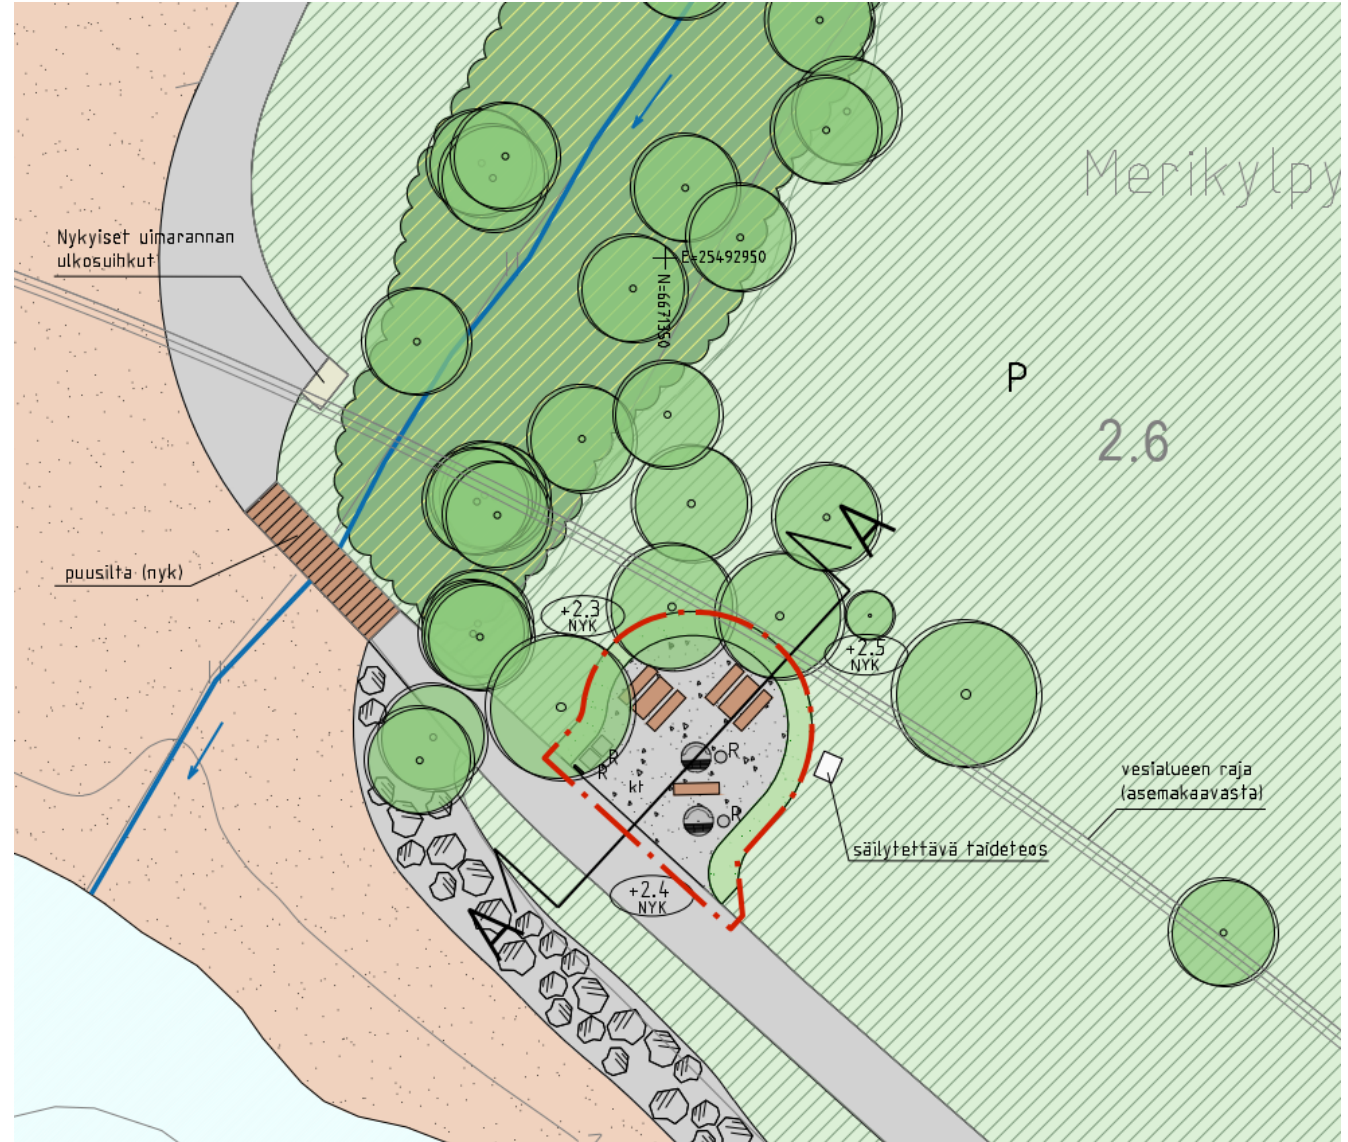 Merikylpy
Nykyiset uimarannan
ulkosuihkut
E=25492950
N=6671350
P
2.6
A
puusilta (nyk)
+2.3
NYK
+2.5
NYK
R
R
R
kt
R
vesialueen raja
(asemakaavasta)
säilytettävä taideteos
+2.4
NYK
A